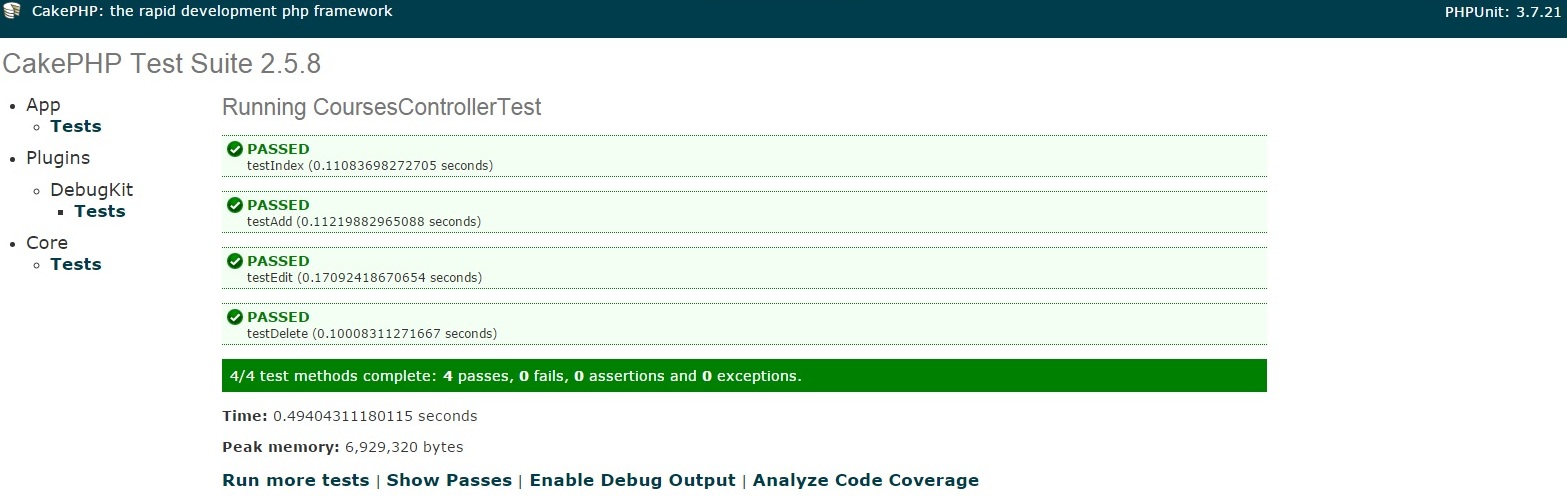 CakePHP: the rapid development php framework
PHPUnit: 3.7.21
CakePHP Test Suite 2.5.8
App
Tests
Plugins
DebugKit
Tests
Core
Tests
Running CoursesControllerTest
PASSED
testIndex (0.11083698272705 seconds)
PASSED
testAdd (0.11219882965088 seconds)
PASSED
testEdit (0.17092418670654 seconds)
PASSED
testDelete (0.10008311271667 seconds)
4/4 test methods complete: 4 passes, 0 fails, 0 assertions and 0 exceptions.
Time: 0.49404311180115 seconds
Peak memory: 6,929,320 bytes
Run more tests | Show Passes | Enable Debug Output | Analyze Code Coverage